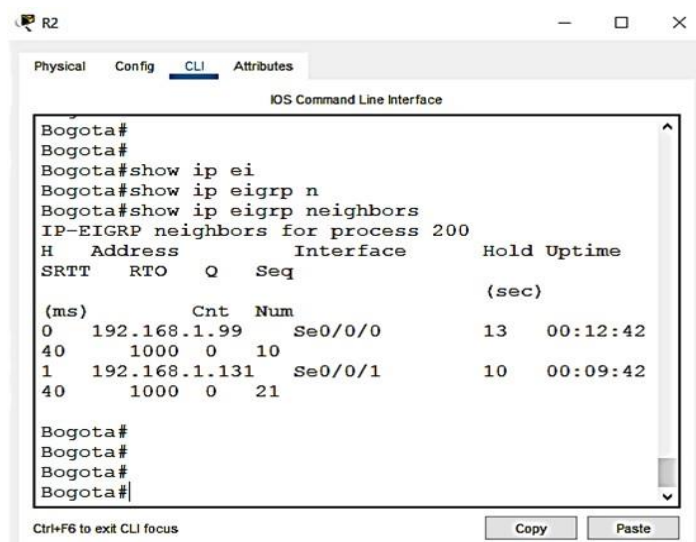 R2
Physical Config CLI Attributes
IOS Command Line Interface
Bogota#
Bogota#
Bogota#show ip ei
Bogota#show ip eigrp n
Bogota#show ip eigrp neighbors
IP-EIGRP neighbors for process 200
H Address Interface Hold Uptime
SRTT RTO Q Seq
(sec)
(ms) Cnt Num
0 192.168.1.99 Se0/0/0 13 00:12:42
40 1000 0 10
1 192.168.1.131 Se0/0/1 10 00:09:42
40 1000 0 21
Bogota#
Bogota#
Bogota#
Bogota#
Ctrl+F6 to exit CLI focus
Copy Paste